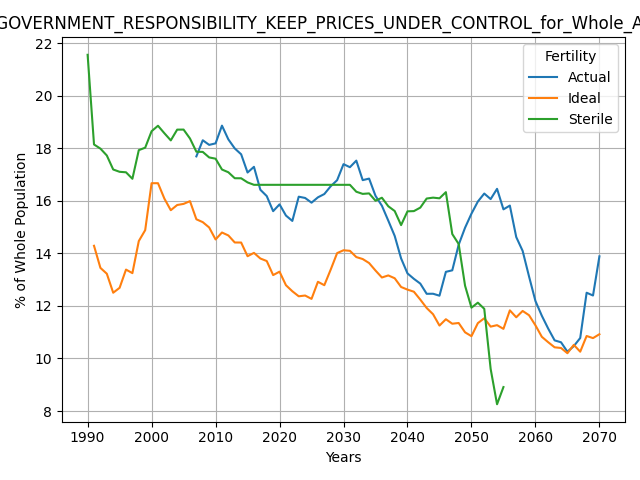 GOVERNMENT_RESPONSIBILITY_KEEP_PRICES_UNDER_CONTROL_for_Whole_A
22
20
18
16
14
12
10
8
% of Whole Population
Fertility
Actual
Ideal
Sterile
1990 2000 2010 2020 2030 2040 2050 2060 2070
Years